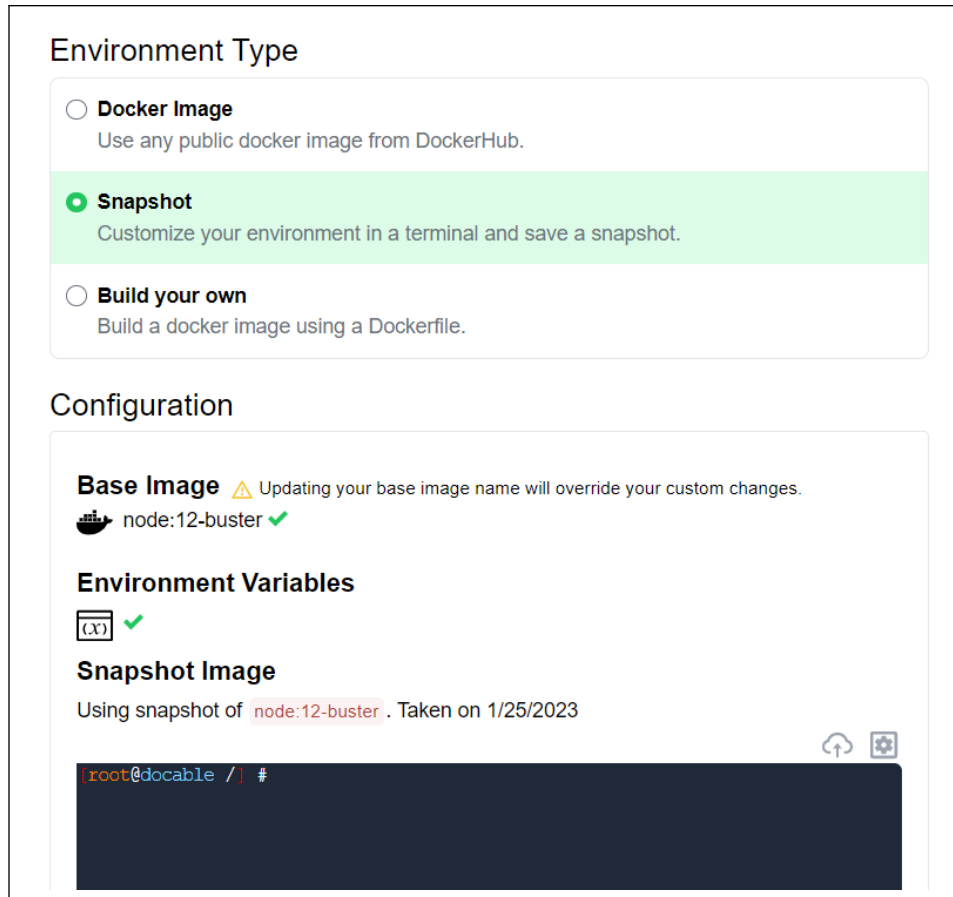 Environment Type
Docker Image
Use any public docker image from DockerHub.
Snapshot
Customize your environment in a terminal and save a snapshot.
Build your own
Build a docker image using a Dockerfile.
Configuration
Base Image Updating your base image name will override your custom changes.
node:12-buster
Environment Variables
(x)
Snapshot Image
Using snapshot of node:12-buster . Taken on 1/25/2023
[root@docable /] #